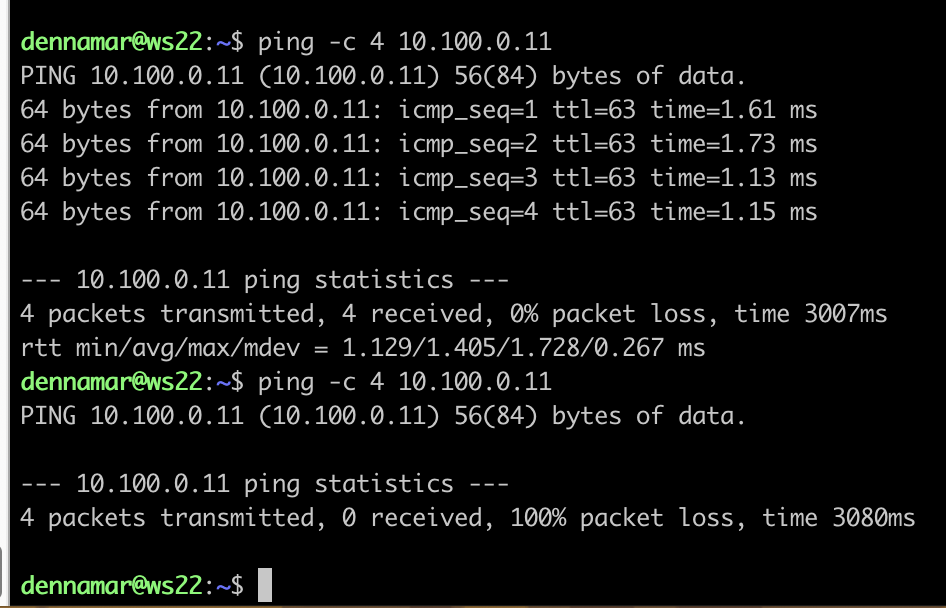 dennamar@ws22:~$ ping -c 4 10.100.0.11
PING 10.100.0.11 (10.100.0.11) 56(84) bytes of data.
64 bytes from 10.100.0.11: icmp_seq=1 ttl=63 time=1.61 ms
64 bytes from 10.100.0.11: icmp_seq=2 ttl=63 time=1.73 ms
64 bytes from 10.100.0.11: icmp_seq=3 ttl=63 time=1.13 ms
64 bytes from 10.100.0.11: icmp_seq=4 ttl=63 time=1.15 ms
--- 10.100.0.11 ping statistics ---
4 packets transmitted, 4 received, 0% packet loss, time 3007ms
rtt min/avg/max/mdev = 1.129/1.405/1.728/0.267 ms
dennamar@ws22:~$ ping -c 4 10.100.0.11
PING 10.100.0.11 (10.100.0.11) 56(84) bytes of data.
--- 10.100.0.11 ping statistics ---
4 packets transmitted, 0 received, 100% packet loss, time 3080ms
dennamar@ws22:~$